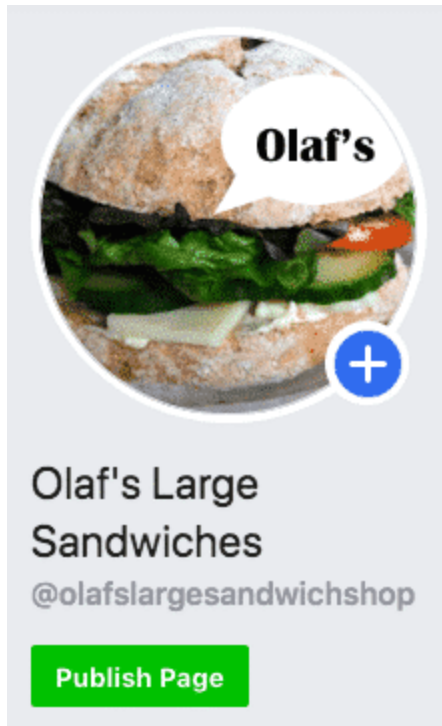 Olaf’s
Olaf's Large
Sandwiches
@olafslargesandwichshop
Publish Page